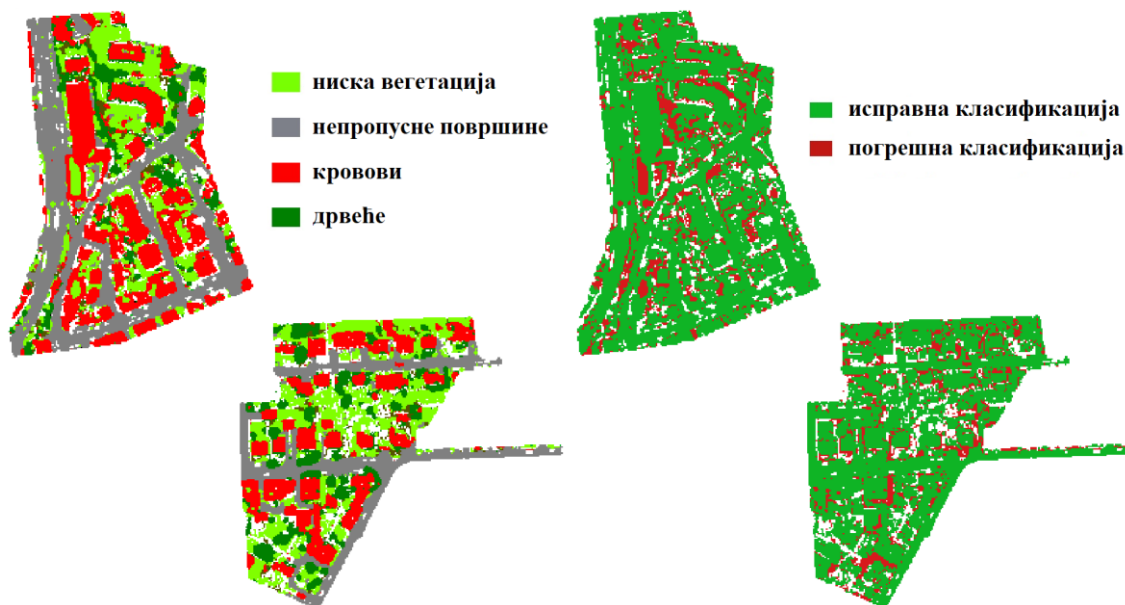 ниска вегетација
непропусне површине
кровови
дрвеће
исправна класификација
погрешна класификација